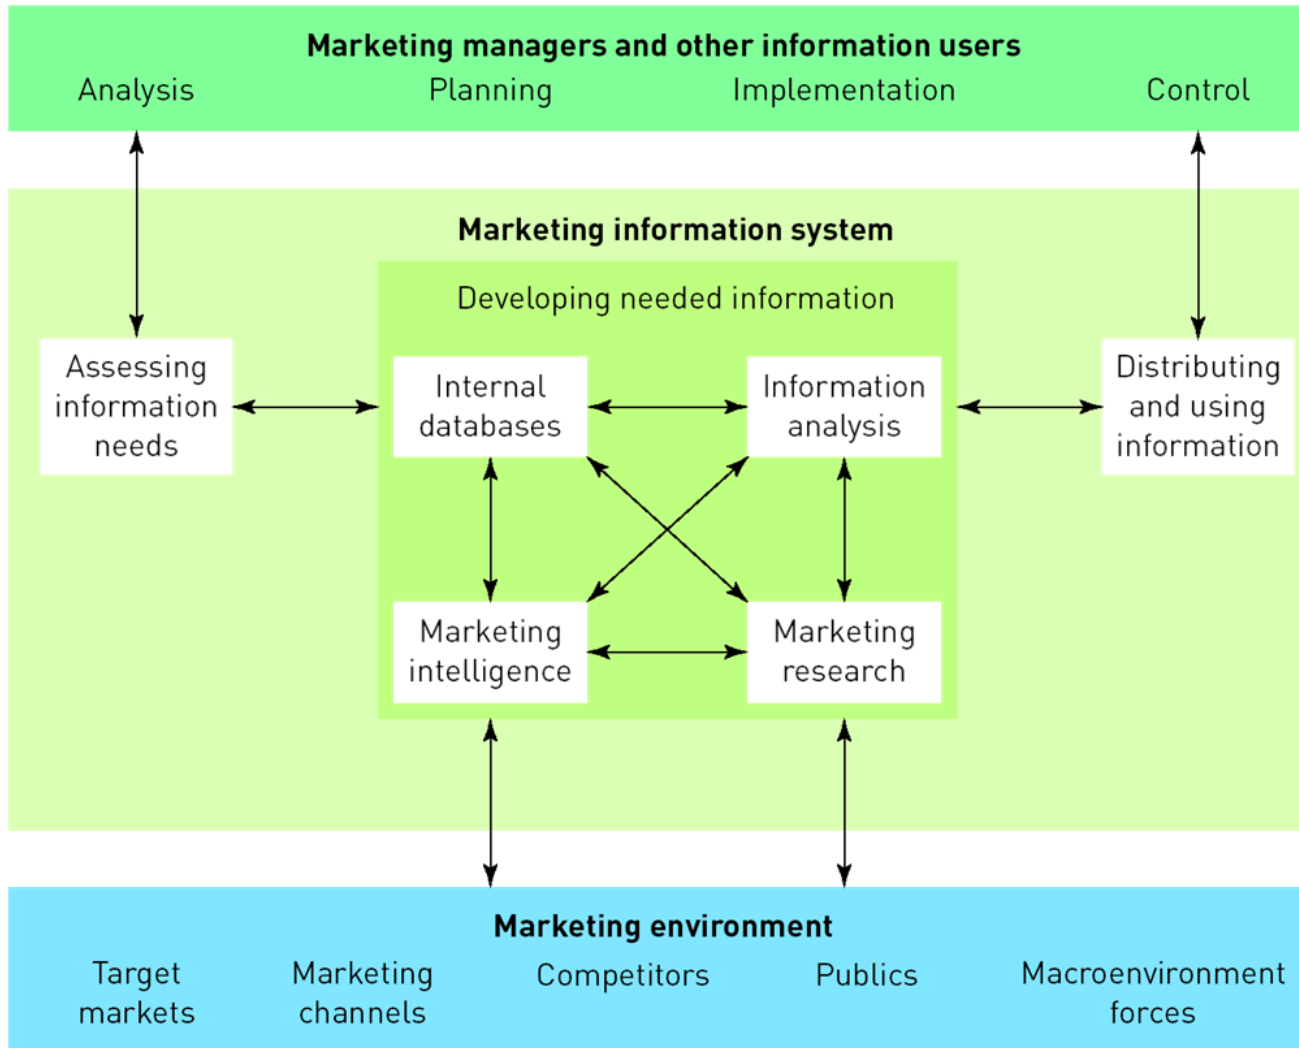 Marketing managers and other information users
Analysis
Planning
Implementation
Control
Marketing information system
Developing needed information
Assessing
information
needs
Internal
databases
Information
analysis
Distributing
and using
information
Marketing
intelligence
Marketing
research
Marketing environment
Target
markets
Marketing
channels
Competitors
Publics
Macroenvironment
forces